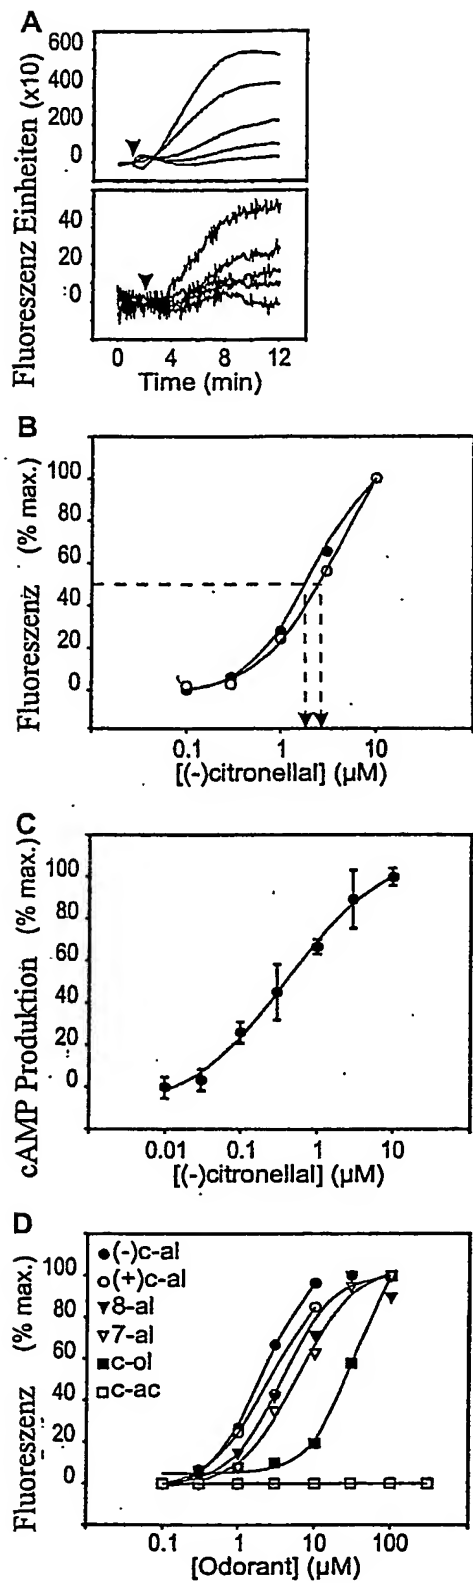 A
Fluoreszenz Einheiten (x10)
600
400
200
0
40
20
0
0 4 8 12
Time (min)
B
Fluoreszenz (% max.)
100
80
60
40
20
0
0.1 1 10
[(-)citronellal] (µM)
C
cAMP Produktion (% max.)
100
80
60
40
20
0
0.01 0.1 1 10
[(-)citronellal] (µM)
D
Fluoreszenz (% max.)
100
80
60
40
20
0
(-)c-al
(+)c-al
8-al
7-al
c-ol
c-ac
0.1 1 10 100
[Odorant] (µM)